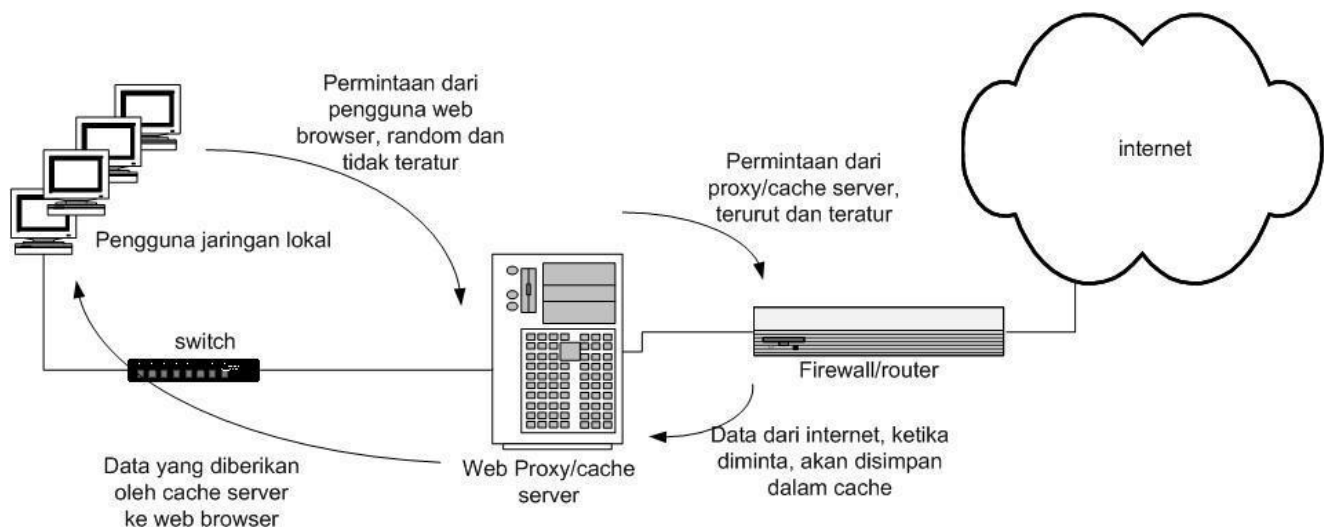 Permintaan dari
pengguna web
browser, random dan
tidak teratur
Permintaan dari
proxy/cache server,
terurut dan teratur
internet
Pengguna jaringan lokal
switch
Firewall/router
Web Proxy/cache
server
Data dari internet, ketika
diminta, akan disimpan
dalam cache
Data yang diberikan
oleh cache server
ke web browser